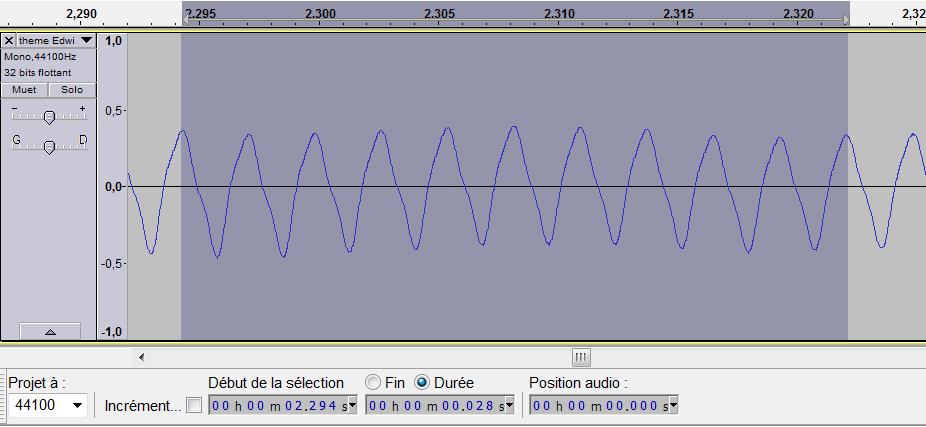 2,290 2.295 2.300 2.305 2.310 2.315 2.320 2,32
X theme Edwi
Mono,44100Hz
32 bits flottant
Muet Solo
- +
G D
1,0
0,5-
0,0-
-0,5-
-1,0
Projet à : Début de la sélection Fin Durée Position audio :
44100 Incrément... 00 h 00 m 02.294 s 00 h 00 m 00.028 s 00 h 00 m 00.000 s